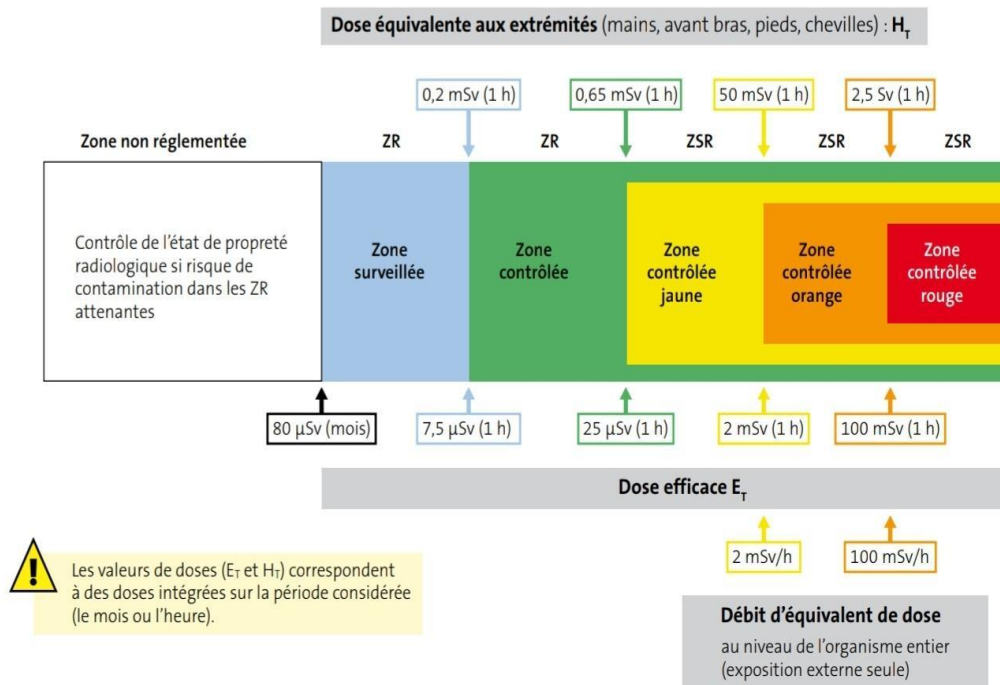 Dose équivalente aux extrémités (mains, avant bras, pieds, chevilles) : H_T
0,2 mSv (1 h)
0,65 mSv (1 h)
50 mSv (1 h)
2,5 Sv (1 h)
Zone non réglementée
ZR
ZR
ZSR
ZSR
ZSR
Contrôle de l'état de propreté
radiologique si risque de
contamination dans les ZR
attenantes
Zone
surveillée
Zone
contrôlée
Zone
contrôlée
jaune
Zone
contrôlée
orange
Zone
contrôlée
rouge
80 µSv (mois)
7,5 µSv (1 h)
25 µSv (1 h)
2 mSv (1 h)
100 mSv (1 h)
Dose efficace E_T
2 mSv/h
100 mSv/h
!
Les valeurs de doses (E_T et H_T) correspondent
à des doses intégrées sur la période considérée
(le mois ou l'heure).
Débit d'équivalent de dose
au niveau de l'organisme entier
(exposition externe seule)